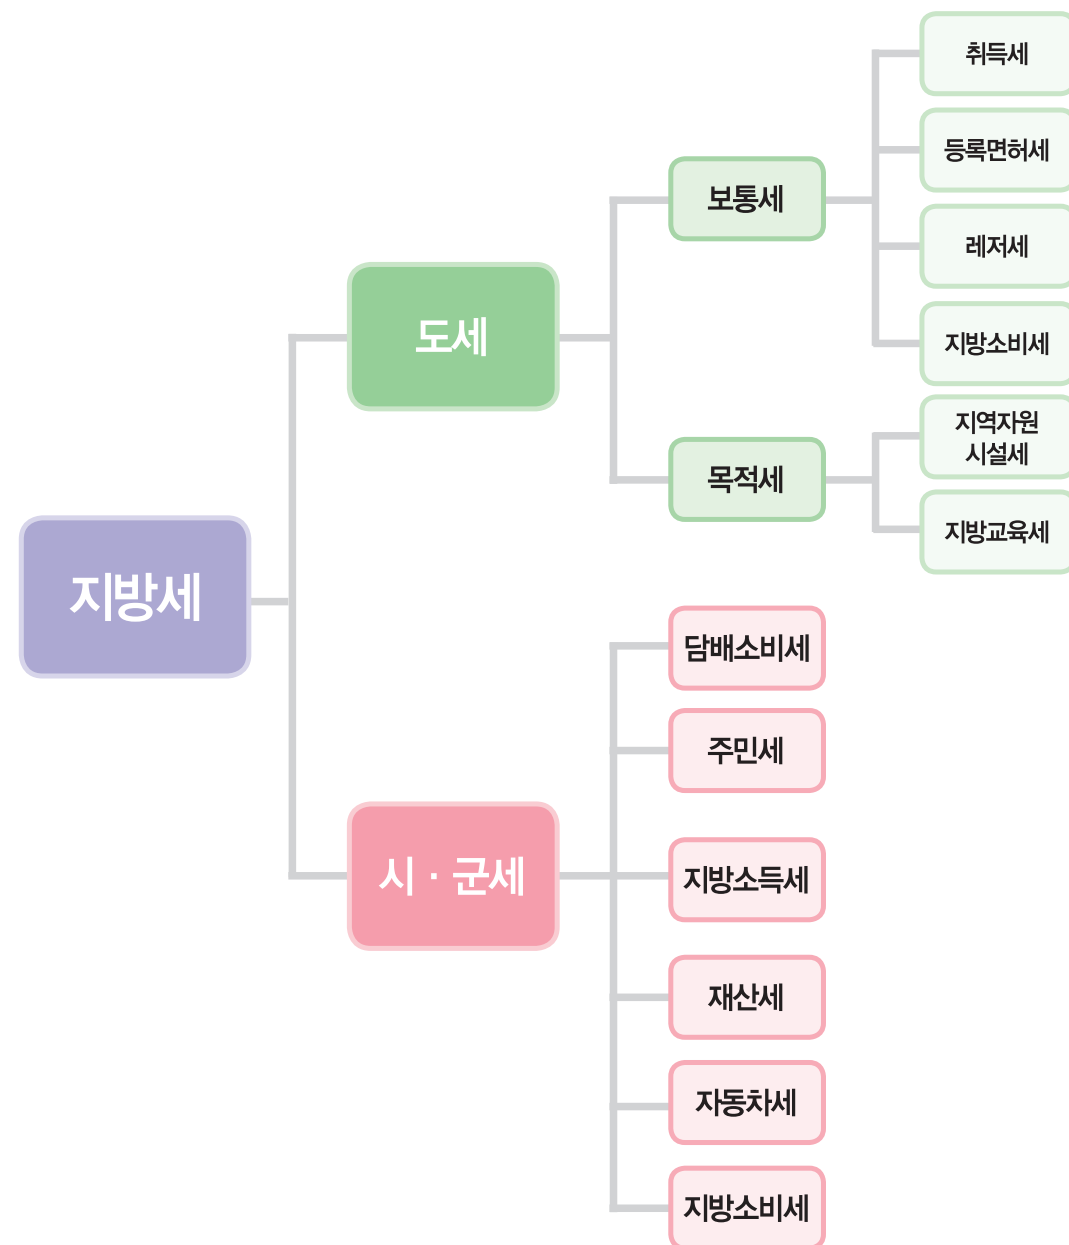 지방세
도세
보통세
취득세
등록면허세
레저세
지방소비세
목적세
지역자원
시설세
지방교육세
시 · 군세
담배소비세
주민세
지방소득세
재산세
자동차세
지방소비세